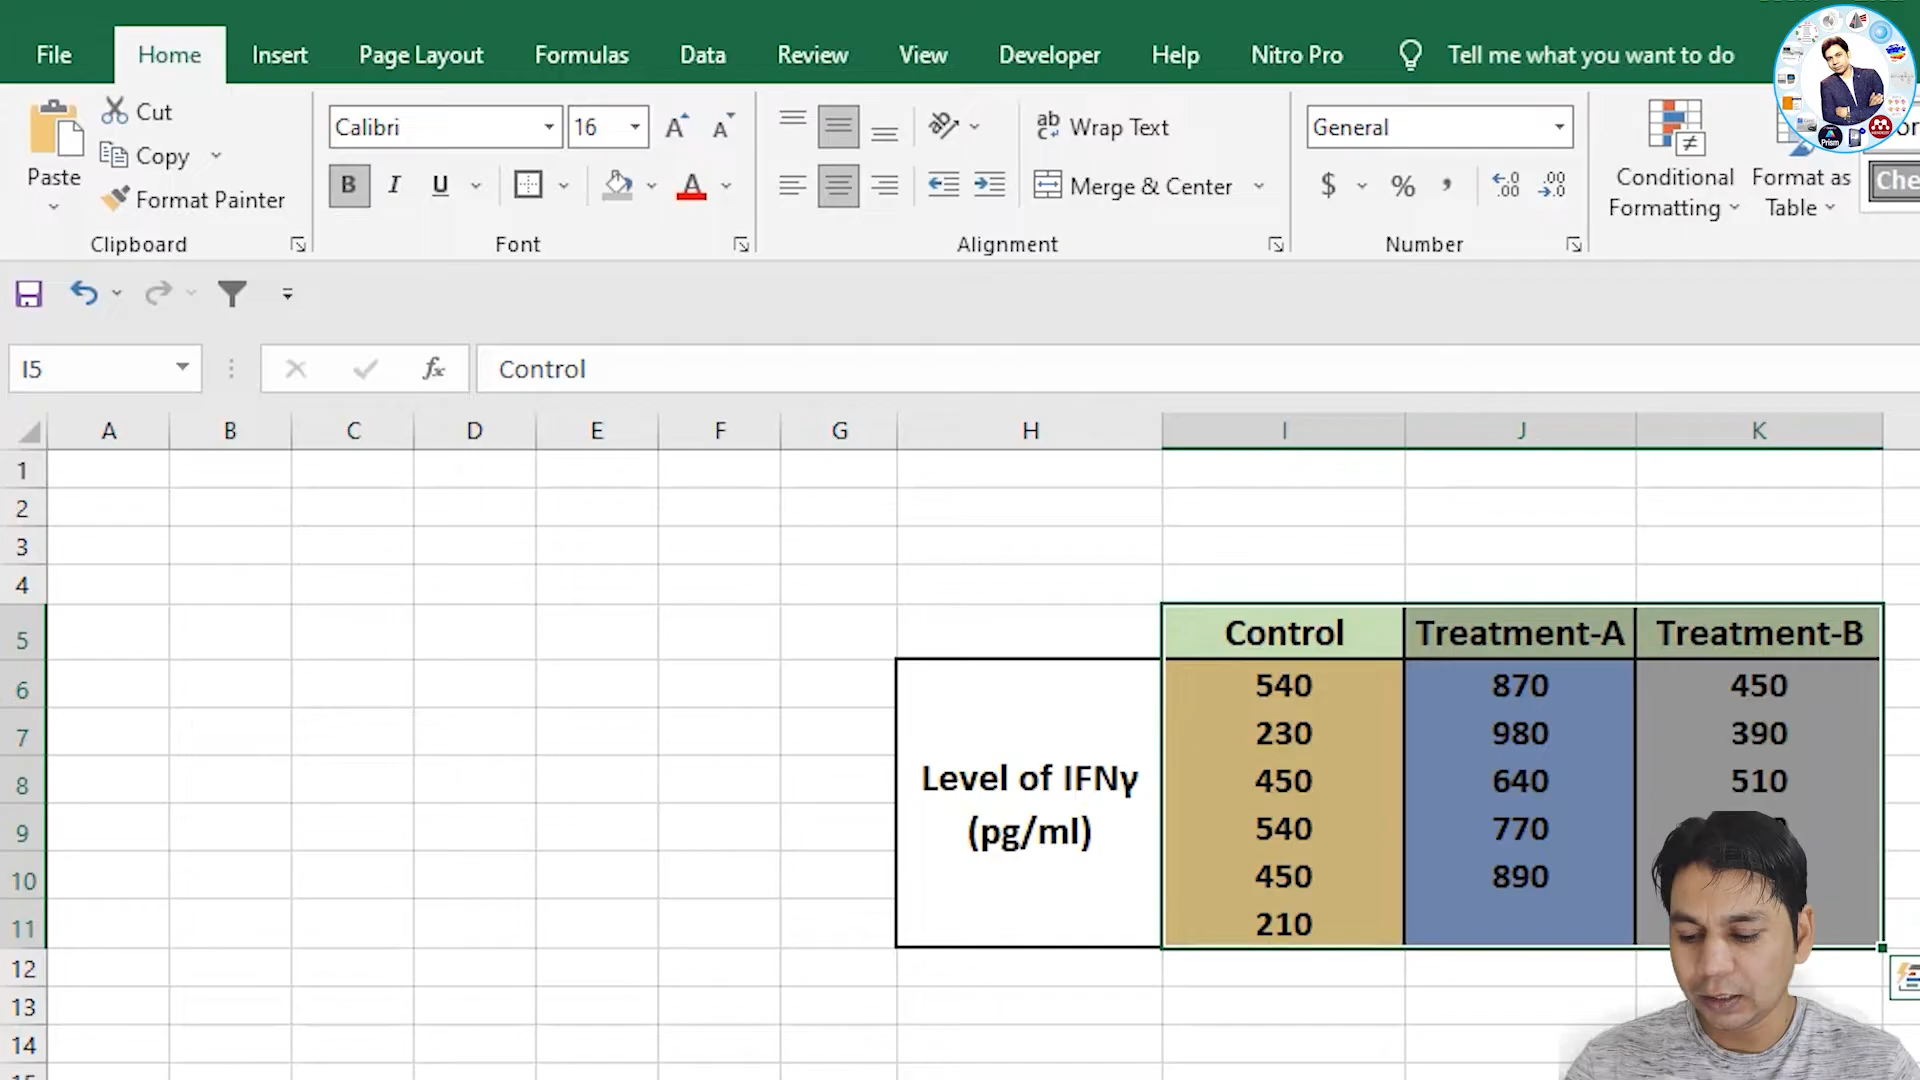 File Home Insert Page Layout Formulas Data Review View Developer Help Nitro Pro Tell me what you want to do
Paste
Cut
Copy
Format Painter
Clipboard
Calibri 16
B I U
Font
Wrap Text
Merge & Center
Alignment
General
$ %
Number
Conditional Formatting
Format as Table
Che
I5 fx Control
A B C D E F G H I J K
1
2
3
4
5 Control Treatment-A Treatment-B
6 540 870 450
7 230 980 390
Level of IFNγ
(pg/ml)
8 450 640 510
9 540 770
10 450 890
11 210
12
13
14
Prism